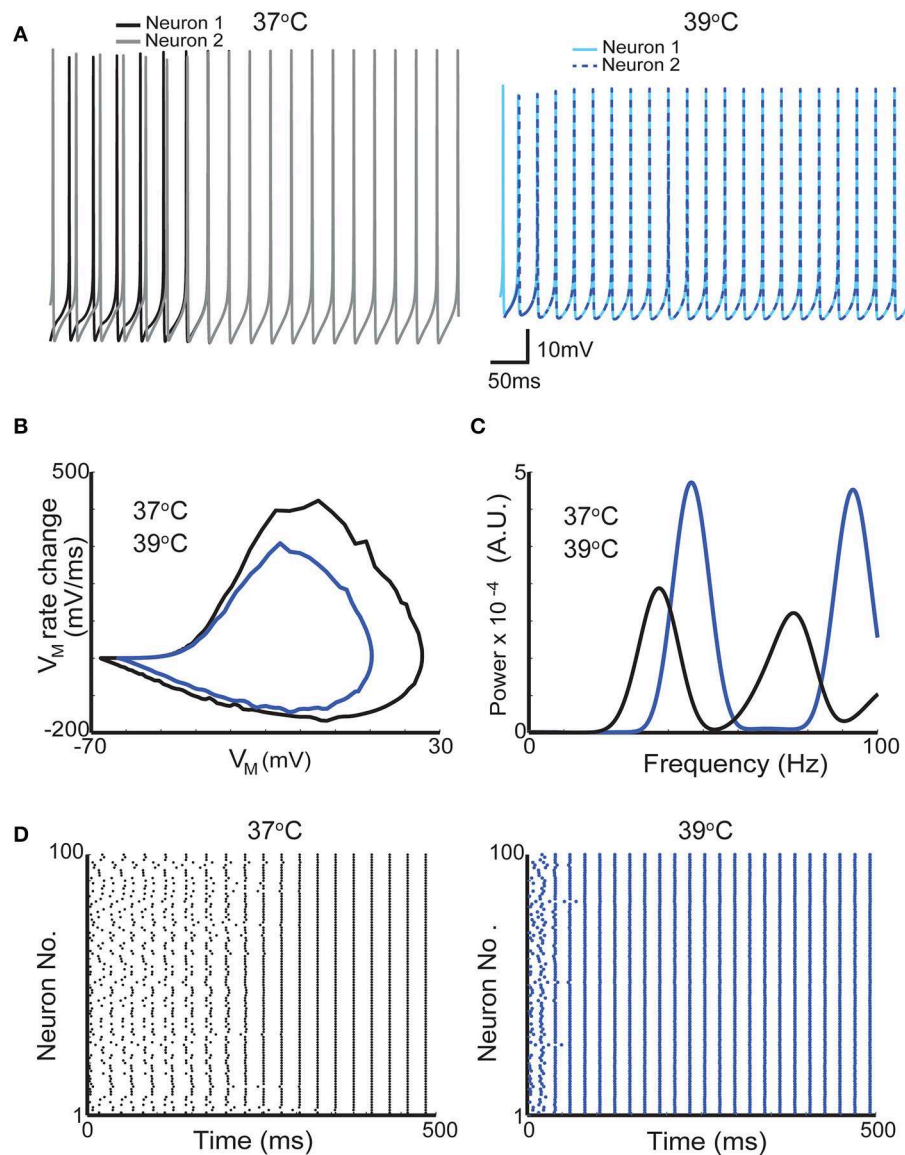 A
37°C
Neuron 1
Neuron 2
39°C
Neuron 1
Neuron 2
10mV
50ms
B
500
37°C
39°C
V_M rate change
(mV/ms)
-200
-70
V_M (mV)
30
C
5
37°C
39°C
Power x 10⁻⁴ (A.U.)
0
0
Frequency (Hz)
100
D
37°C
100
Neuron No.
1
0
Time (ms)
500
39°C
100
Neuron No.
1
0
Time (ms)
500